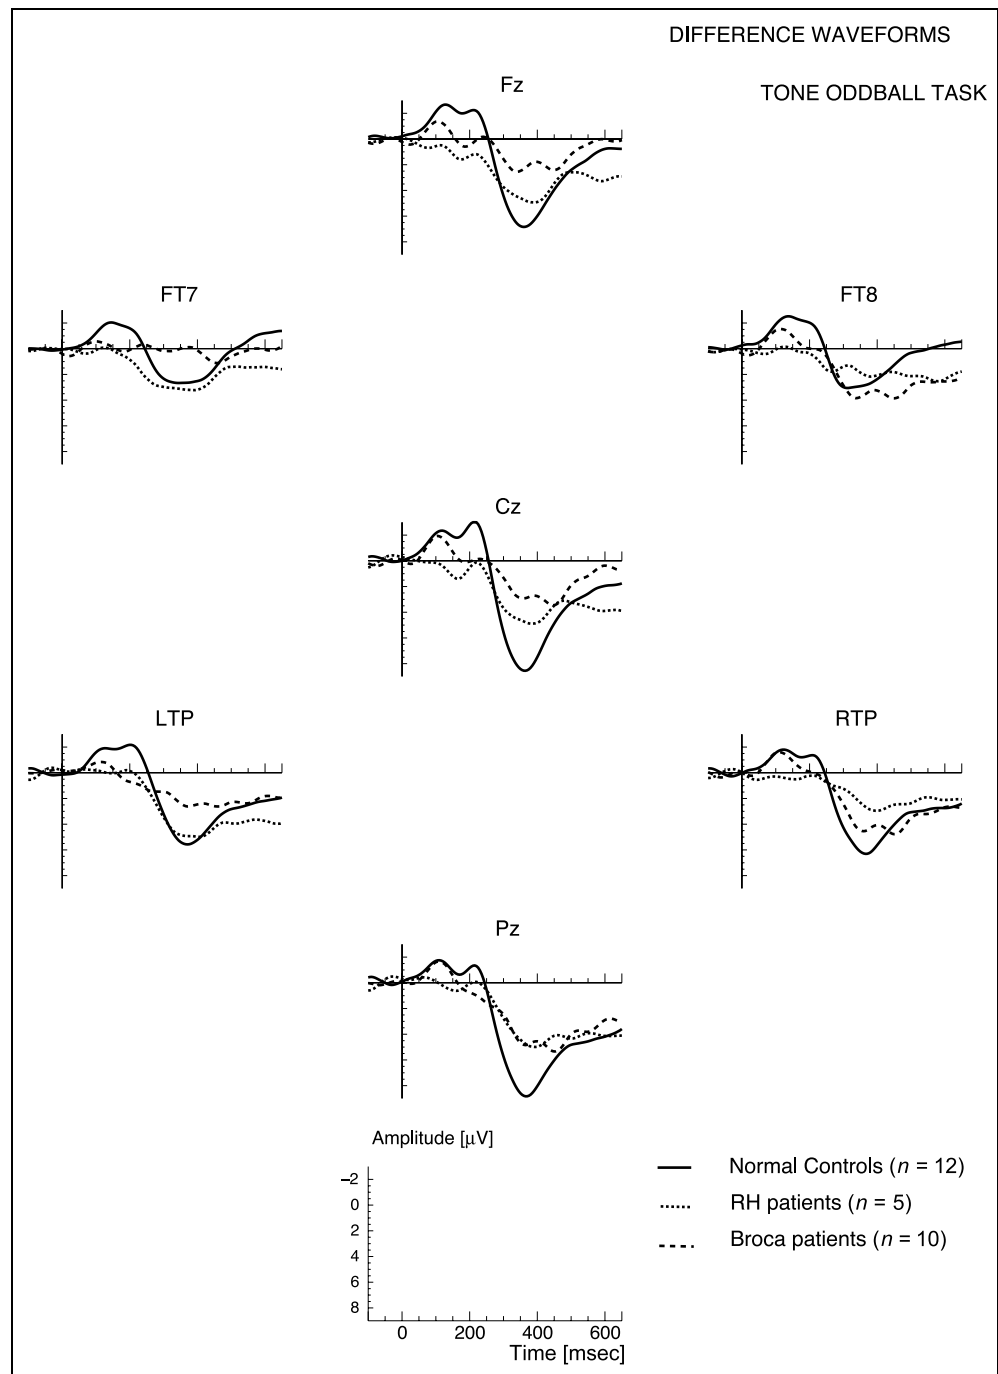 DIFFERENCE WAVEFORMS
TONE ODDBALL TASK
Fz
FT7
FT8
Cz
LTP
RTP
Pz
Amplitude [μV]
–2
0
2
4
6
8
0 200 400 600
Time [msec]
Normal Controls (n = 12)
RH patients (n = 5)
Broca patients (n = 10)